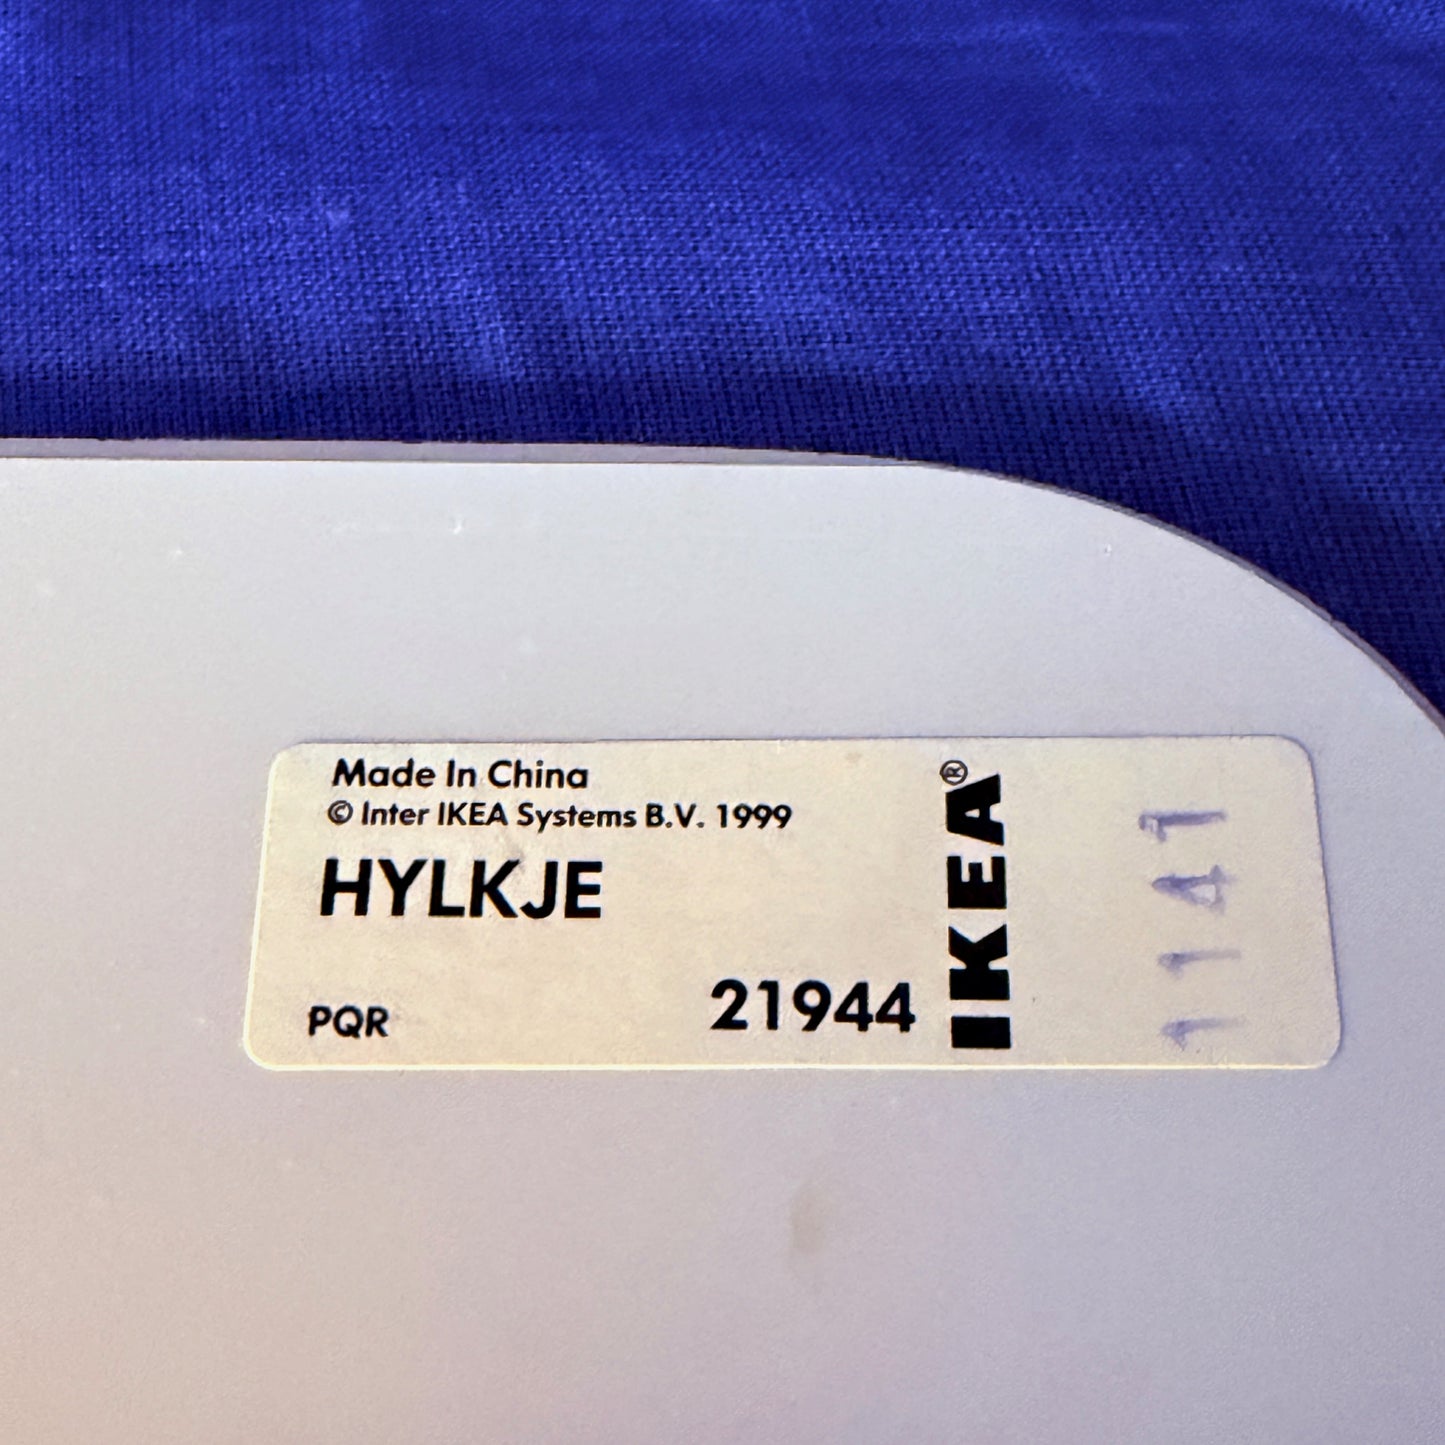 Made In China
© Inter IKEA Systems B.V. 1999
HYLKJE
PQR
21944
IKEA®
1141